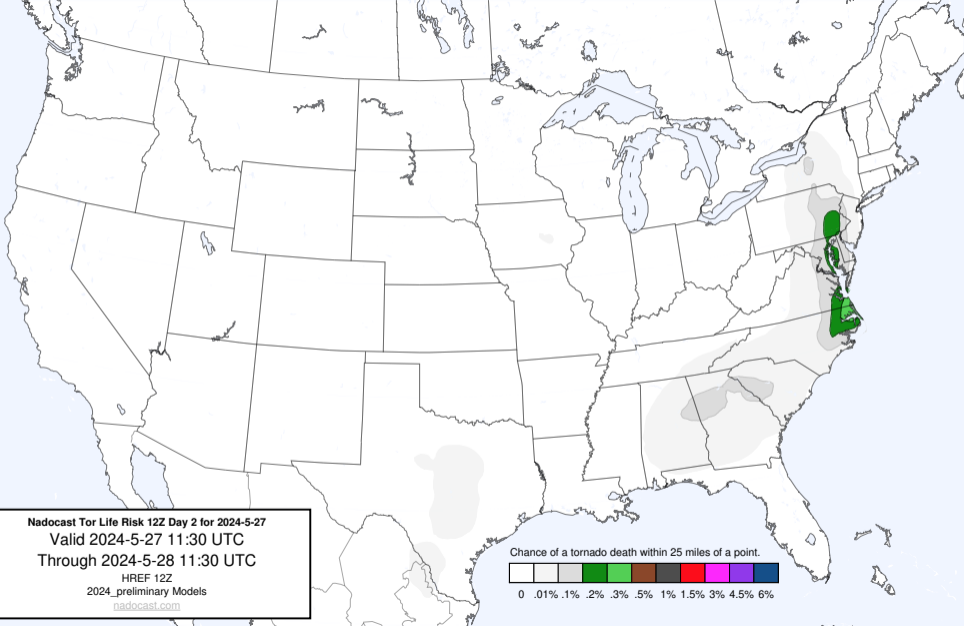 Nadocast Tor Life Risk 12Z Day 2 for 2024-5-27
Valid 2024-5-27 11:30 UTC
Through 2024-5-28 11:30 UTC
HREF 12Z
2024_preliminary Models
nadocast.com
Chance of a tornado death within 25 miles of a point.
0 .01% .1% .2% .3% .5% 1% 1.5% 3% 4.5% 6%